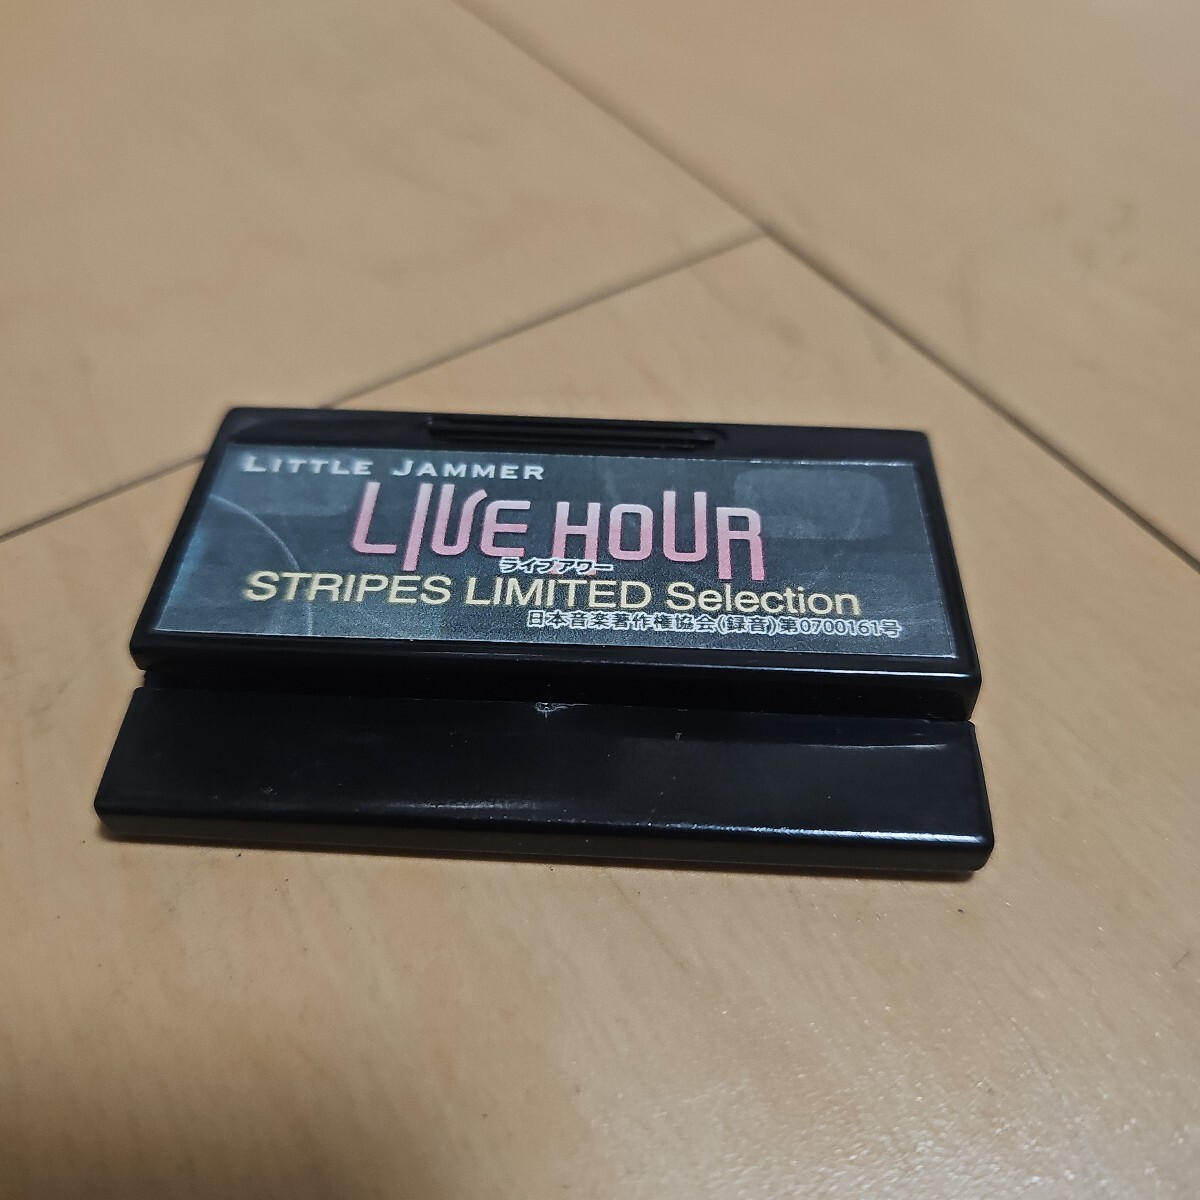 LITTLE JAMMER
LIVE HOUR
ライブアワー
STRIPES LIMITED Selection
日本音楽著作権協会(録音)第0700161号